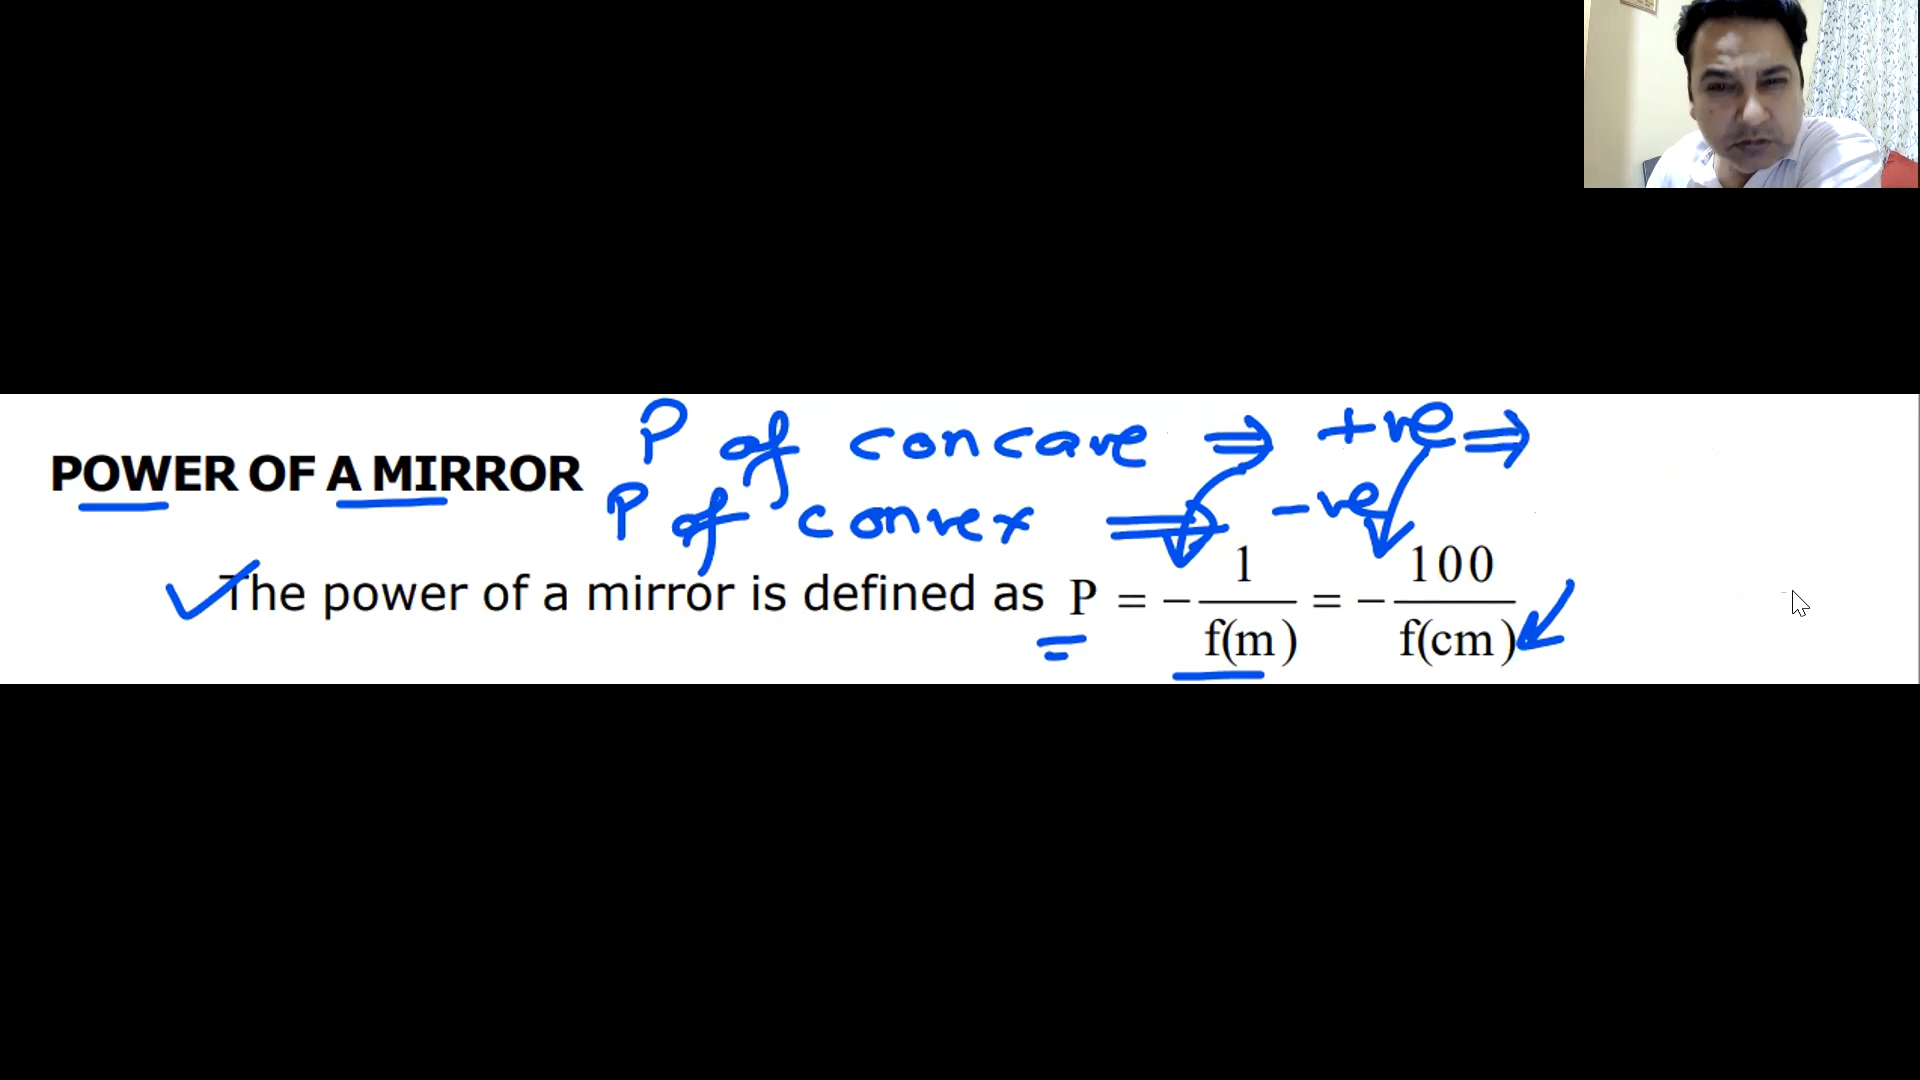 P of concave ⇒ +ve ⇒
POWER OF A MIRROR
P of convex ⇒ -ve
The power of a mirror is defined as P = - 1/f(m) = - 100/f(cm)